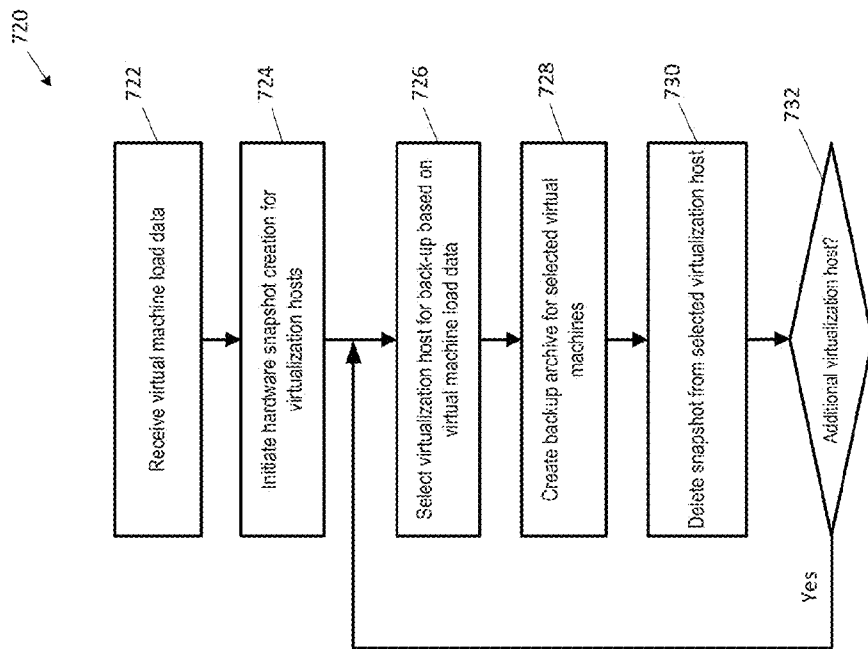 720
722
Receive virtual machine load data
724
Initiate hardware snapshot creation for
virtualization hosts
726
Select virtualization host for back-up based on
virtual machine load data
728
Create backup archive for selected virtual
machines
730
Delete snapshot from selected virtualization host
732
Additional virtualization host?
Yes